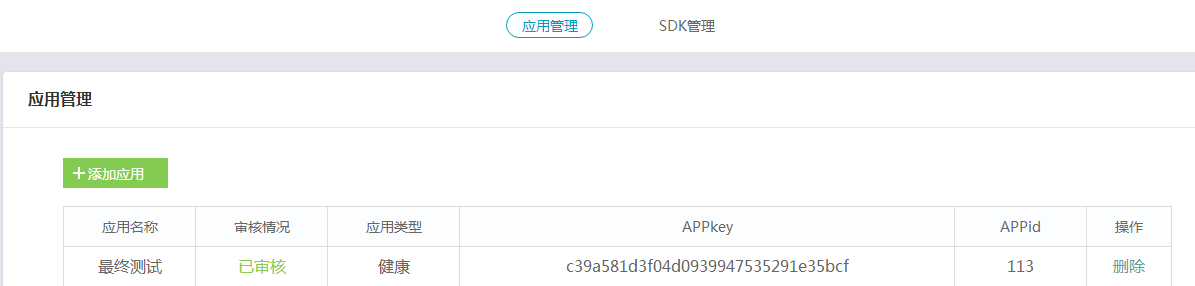 应用管理 SDK管理
应用管理
+添加应用
应用名称 审核情况 应用类型 APPkey APPid 操作
最终测试 已审核 健康 c39a581d3f04d0939947535291e35bcf 113 删除